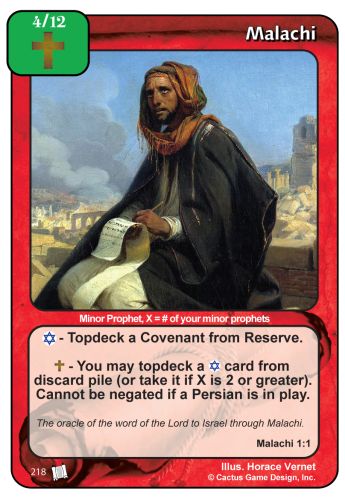 4/12
Malachi
Minor Prophet, X = # of your minor prophets
✡ - Topdeck a Covenant from Reserve.
✝ - You may topdeck a ✡ card from
discard pile (or take it if X is 2 or greater).
Cannot be negated if a Persian is in play.
The oracle of the word of the Lord to Israel through Malachi.
Malachi 1:1
218
Illus. Horace Vernet
© Cactus Game Design, Inc.